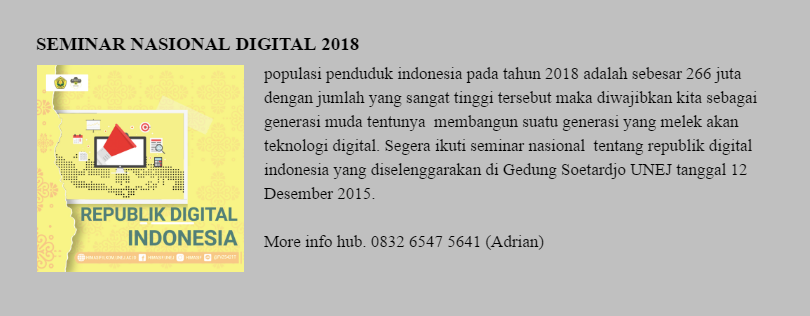 SEMINAR NASIONAL DIGITAL 2018
populasi penduduk indonesia pada tahun 2018 adalah sebesar 266 juta
dengan jumlah yang sangat tinggi tersebut maka diwajibkan kita sebagai
generasi muda tentunya  membangun suatu generasi yang melek akan
teknologi digital. Segera ikuti seminar nasional  tentang republik digital
indonesia yang diselenggarakan di Gedung Soetardjo UNEJ tanggal 12
Desember 2015.
More info hub. 0832 6547 5641 (Adrian)
REPUBLIK DIGITAL
INDONESIA